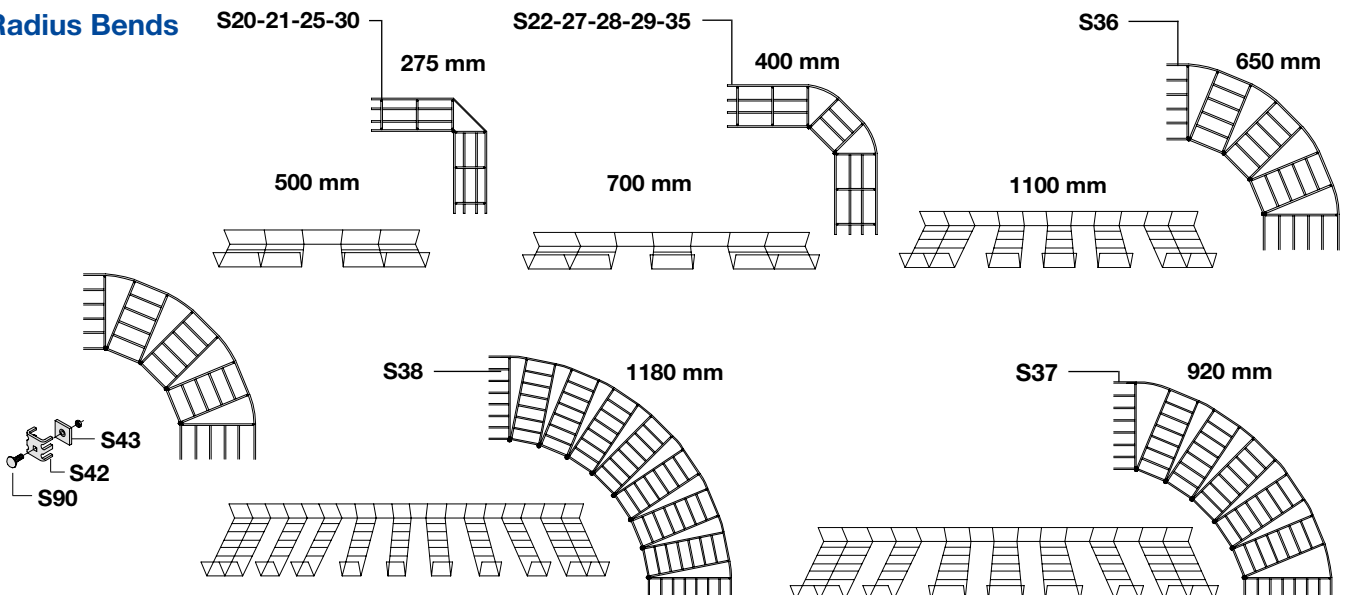 Radius Bends
S20-21-25-30
275 mm
500 mm
S22-27-28-29-35
400 mm
700 mm
S36
650 mm
1100 mm
S43
S42
S90
S38
1180 mm
S37
920 mm